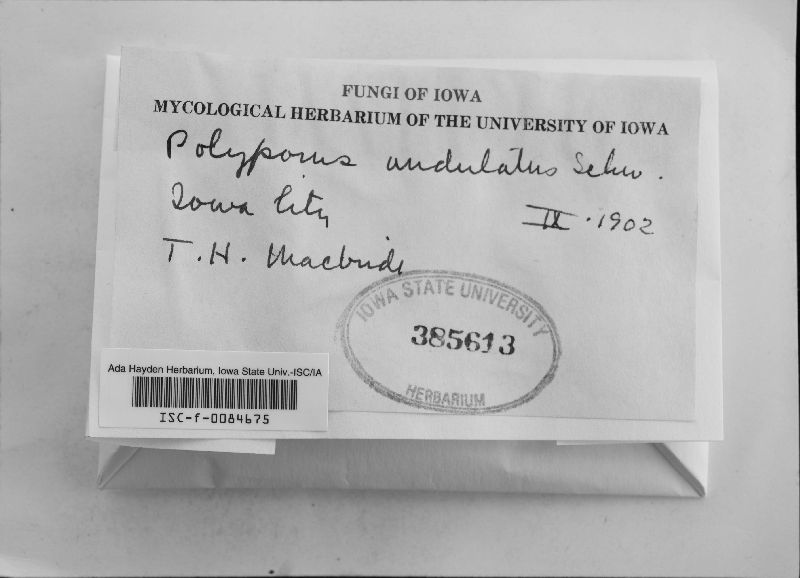 FUNGI OF IOWA
MYCOLOGICAL HERBARIUM OF THE UNIVERSITY OF IOWA
Polyporus undulatus Schw.
Iowa City IX.1902
T.H. Macbride
IOWA STATE UNIVERSITY
385613
HERBARIUM
Ada Hayden Herbarium, Iowa State Univ.-ISC/IA
ISC-f-0084675